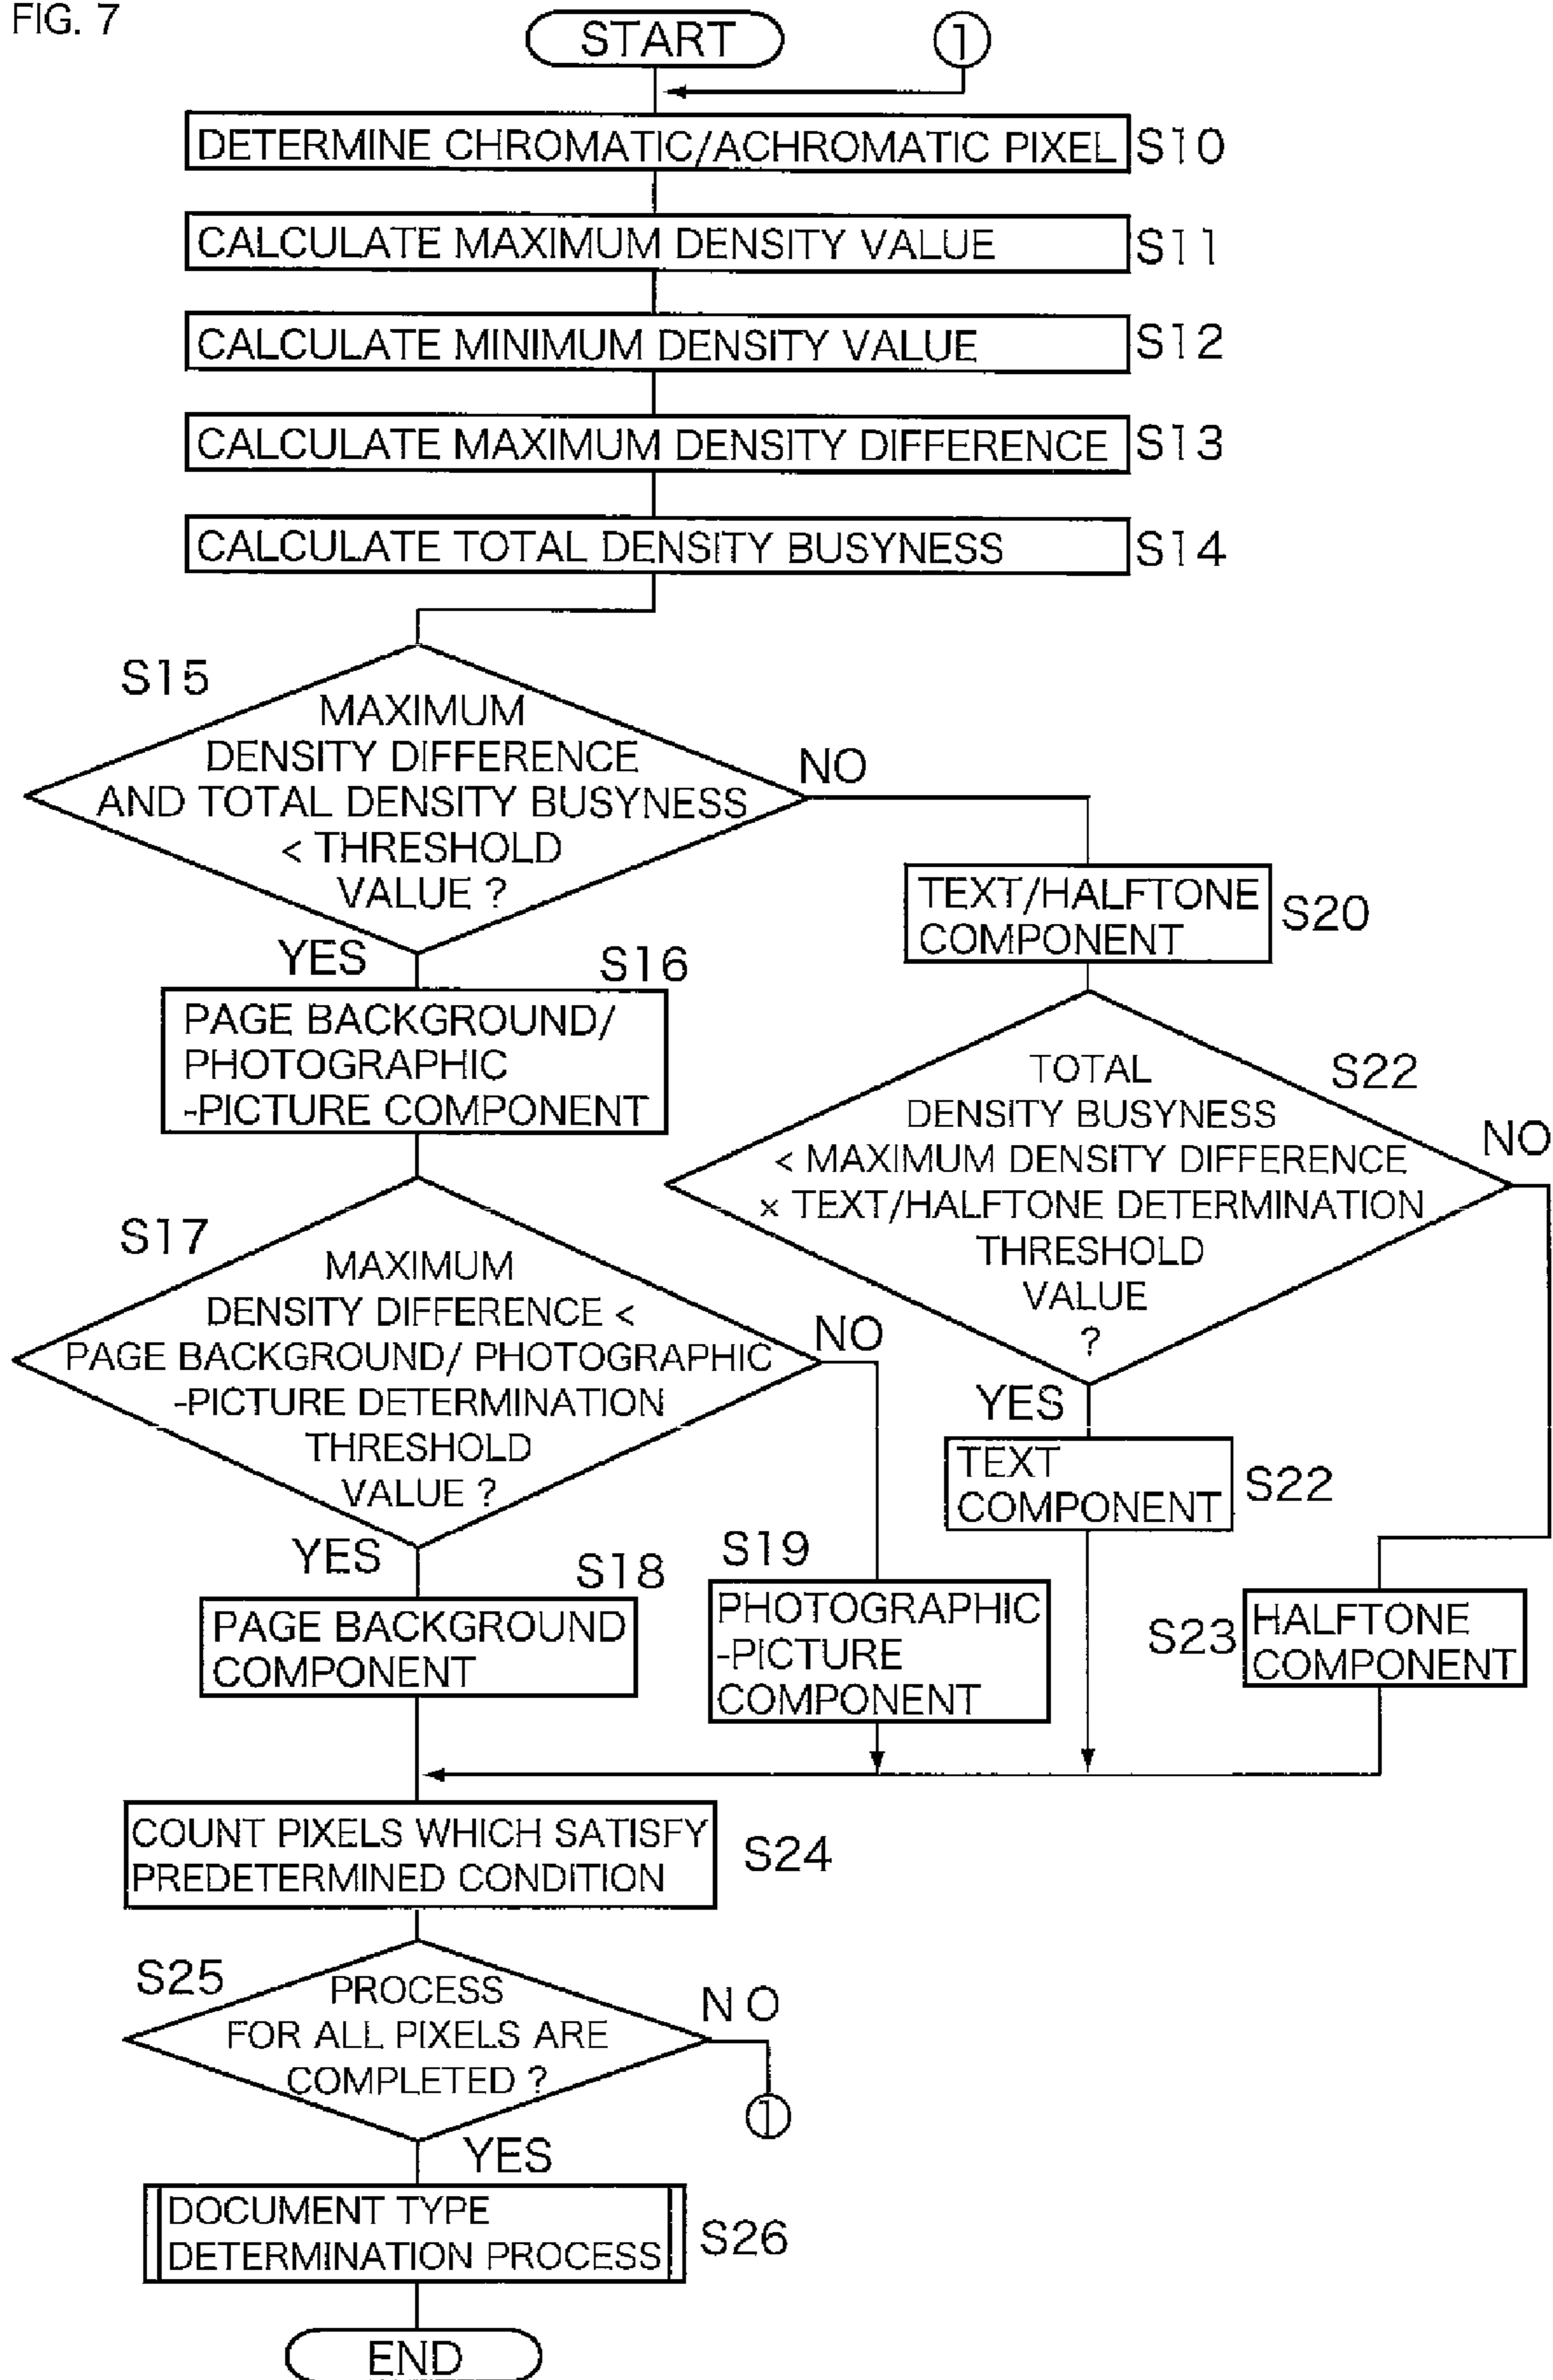 FIG. 7
START
①
DETERMINE CHROMATIC/ACHROMATIC PIXEL
S10
CALCULATE MAXIMUM DENSITY VALUE
S11
CALCULATE MINIMUM DENSITY VALUE
S12
CALCULATE MAXIMUM DENSITY DIFFERENCE
S13
CALCULATE TOTAL DENSITY BUSYNESS
S14
S15
MAXIMUM
DENSITY DIFFERENCE
AND TOTAL DENSITY BUSYNESS
< THRESHOLD
VALUE ?
NO
YES
TEXT/HALFTONE
COMPONENT
S20
S16
PAGE BACKGROUND/
PHOTOGRAPHIC
-PICTURE COMPONENT
S22
TOTAL
DENSITY BUSYNESS
< MAXIMUM DENSITY DIFFERENCE
× TEXT/HALFTONE DETERMINATION
THRESHOLD
VALUE
?
NO
YES
S17
MAXIMUM
DENSITY DIFFERENCE <
PAGE BACKGROUND/ PHOTOGRAPHIC
-PICTURE DETERMINATION
THRESHOLD
VALUE ?
NO
YES
TEXT
COMPONENT
S22
S18
PAGE BACKGROUND
COMPONENT
S19
PHOTOGRAPHIC
-PICTURE
COMPONENT
S23
HALFTONE
COMPONENT
COUNT PIXELS WHICH SATISFY
PREDETERMINED CONDITION
S24
S25
PROCESS
FOR ALL PIXELS ARE
COMPLETED ?
N O
①
YES
DOCUMENT TYPE
DETERMINATION PROCESS
S26
END